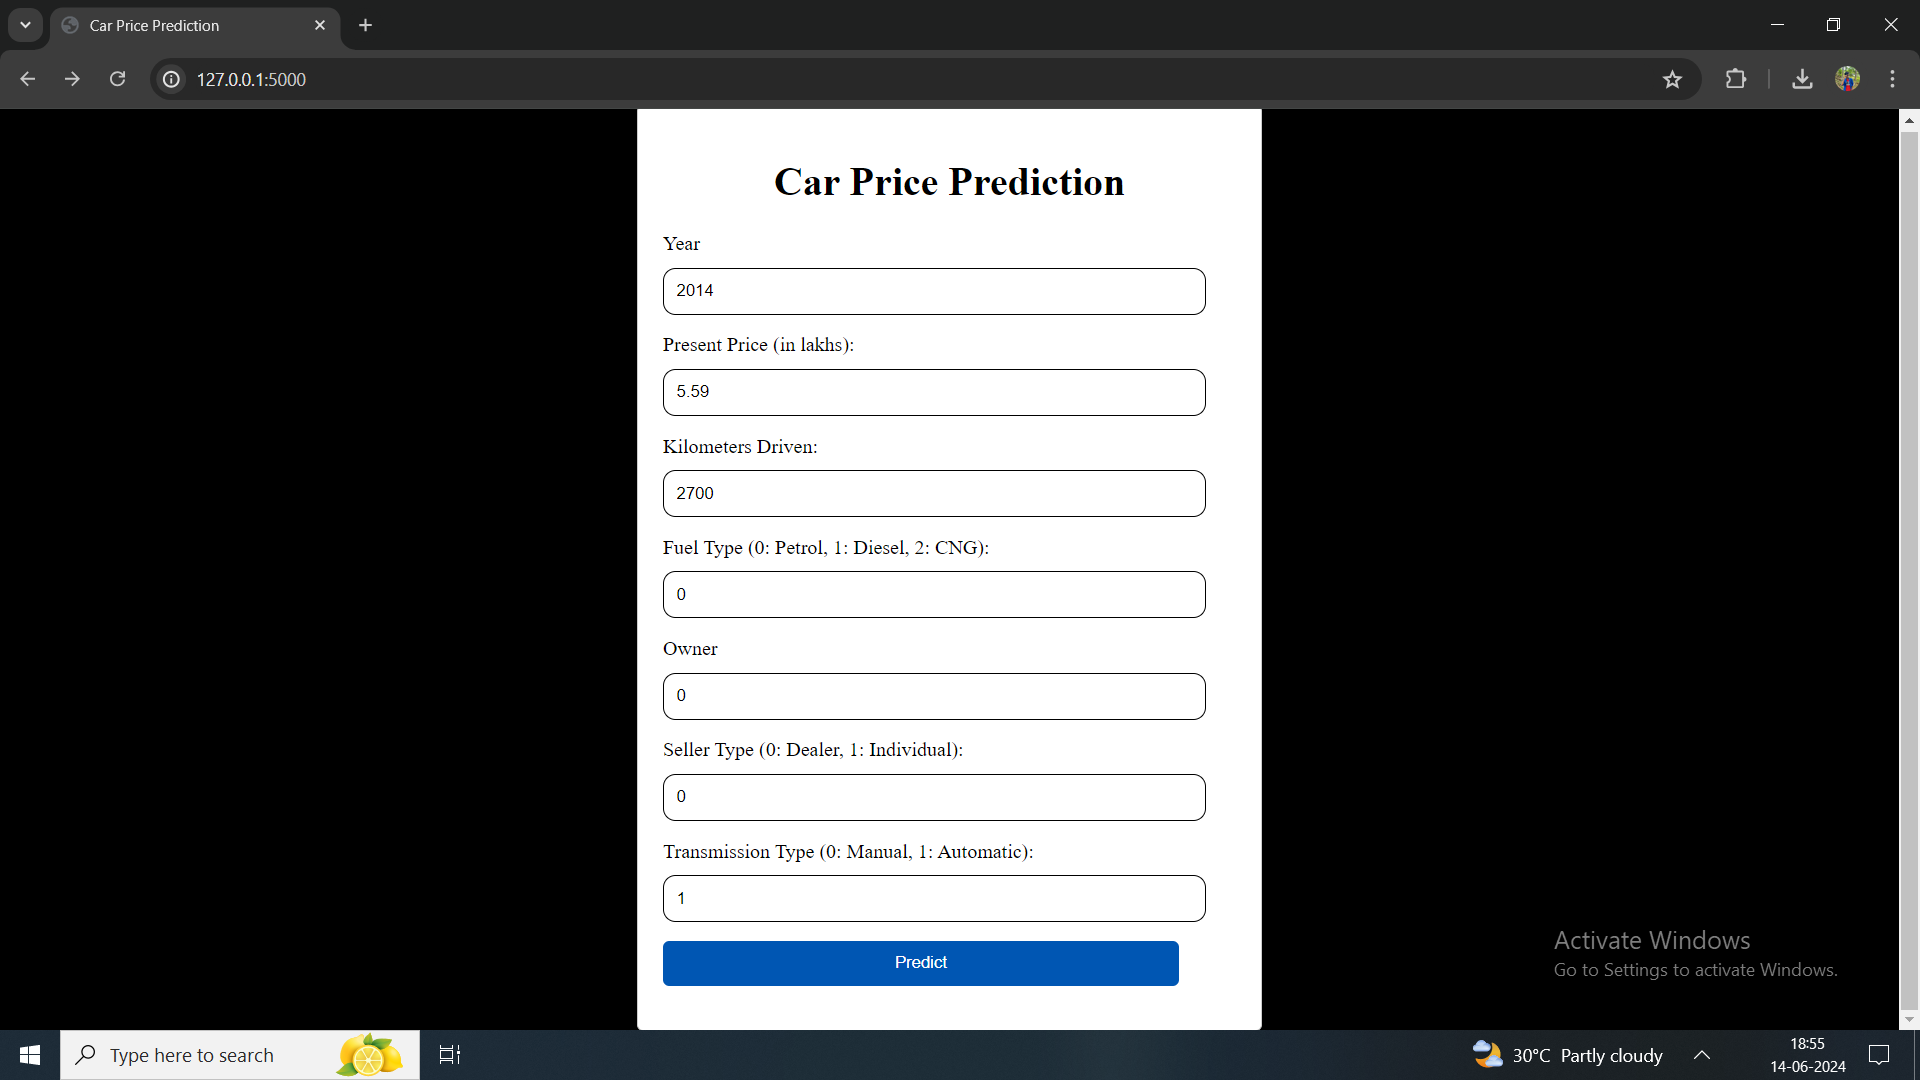 Car Price Prediction
127.0.0.1:5000
Car Price Prediction
Year
2014
Present Price (in lakhs):
5.59
Kilometers Driven:
2700
Fuel Type (0: Petrol, 1: Diesel, 2: CNG):
0
Owner
0
Seller Type (0: Dealer, 1: Individual):
0
Transmission Type (0: Manual, 1: Automatic):
1
Predict
Activate Windows
Go to Settings to activate Windows.
Type here to search
30°C Partly cloudy
18:55
14-06-2024